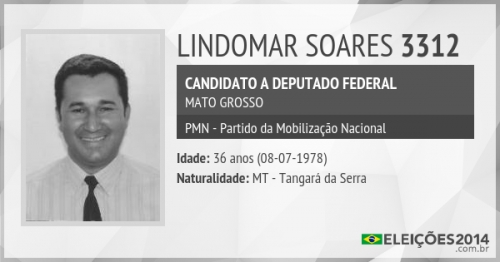 LINDOMAR SOARES 3312
CANDIDATO A DEPUTADO FEDERAL
MATO GROSSO
PMN - Partido da Mobilização Nacional
Idade: 36 anos (08-07-1978)
Naturalidade: MT - Tangará da Serra
ELEIÇÕES2014
.com.br